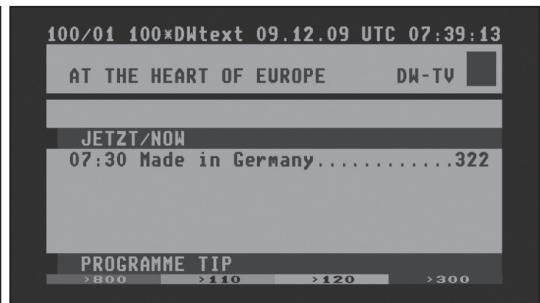 100/01 100*DWtext 09.12.09 UTC 07:39:13
AT THE HEART OF EUROPE DW-TV
JETZT/NOW
07:30 Made in Germany............322
PROGRAMME TIP
>800 >110 >120 >300